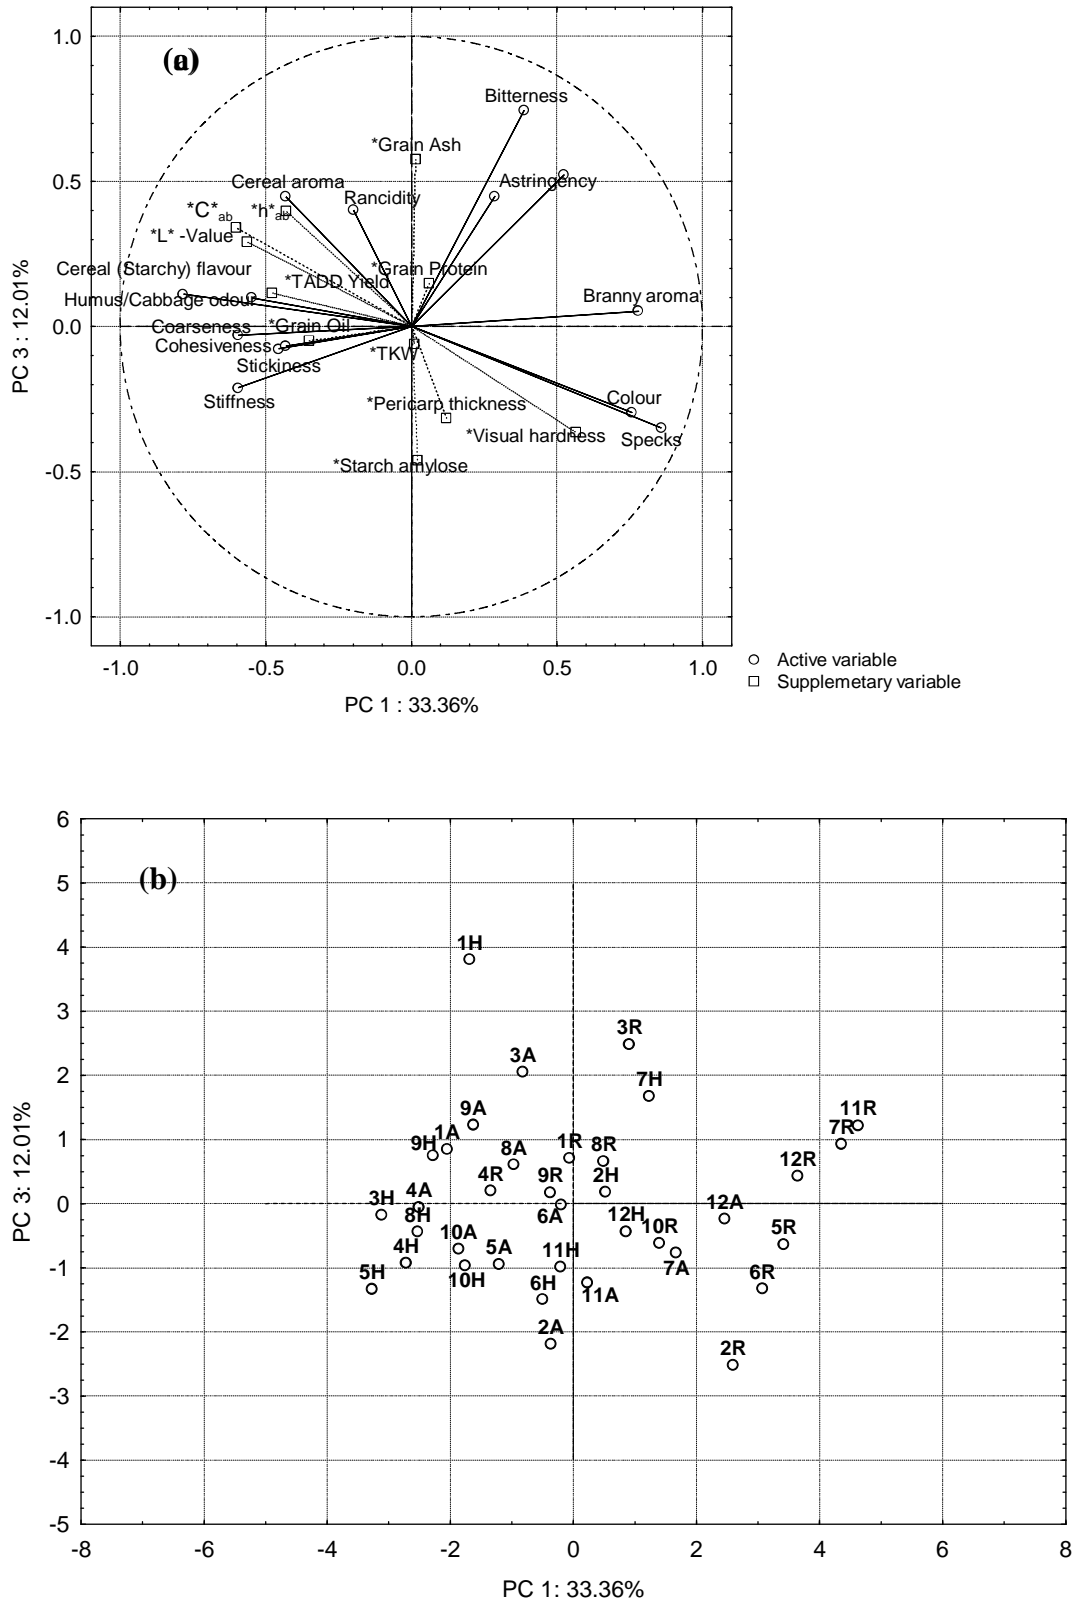 1.0
(a)
Bitterness
*Grain Ash
0.5
Cereal aroma
Astringency
Rancidity
*C*ab
*h*ab
*L* -Value
Cereal (Starchy) flavour
*Grain Protein
*TADD Yield
Humus/Cabbage odour
Branny aroma
0.0
Coarseness
*Grain Oil
Cohesiveness
*TKW
Stickiness
Stiffness
*Pericarp thickness
Colour
*Visual hardness
Specks
*Starch amylose
-0.5
-1.0
PC 3 : 12.01%
-1.0 -0.5 0.0 0.5 1.0
PC 1 : 33.36%
Active variable
Supplemetary variable
6
(b)
5
1H
4
3
3R
3A
2
7H
9A
11R
1A
7R
9H
1
8A
1R
8R
12R
4R
9R
2H
3H
4A
0
6A
12A
8H
12H
10R
5R
4H
10A
5A
11H
7A
5H
10H
-1
6H
11A
6R
2A
-2
2R
-3
-4
-5
PC 3: 12.01%
-8 -6 -4 -2 0 2 4 6 8
PC 1: 33.36%